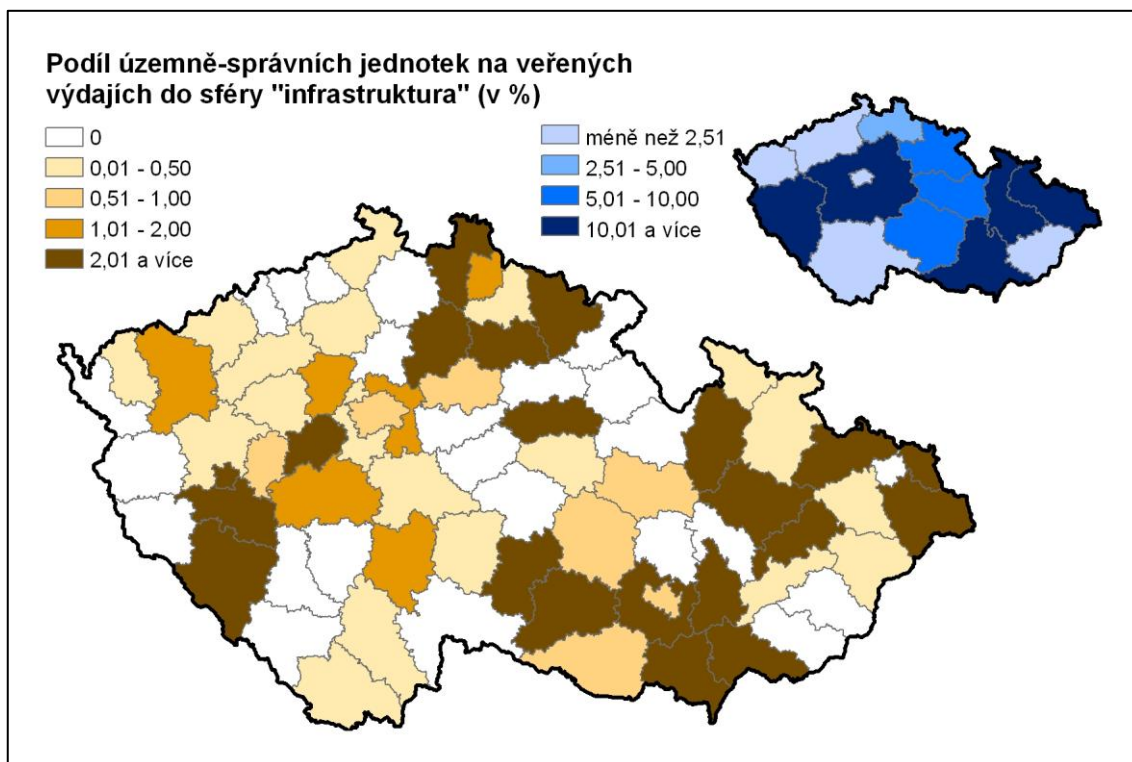 Podíl územně-správních jednotek na veřených
výdajích do sféry "infrastruktura" (v %)
0
0,01 - 0,50
0,51 - 1,00
1,01 - 2,00
2,01 a více
méně než 2,51
2,51 - 5,00
5,01 - 10,00
10,01 a více